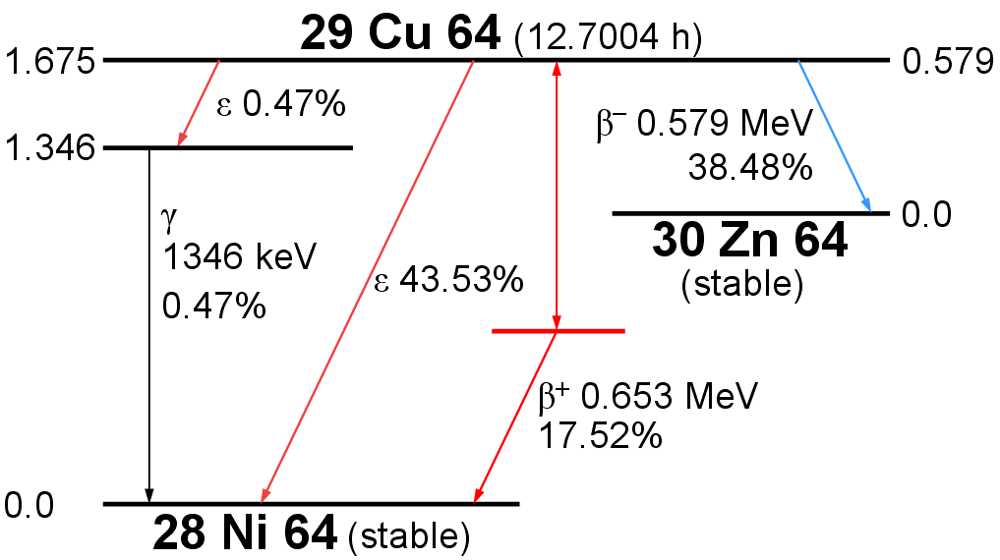 29 Cu 64 (12.7004 h)
1.675
0.579
ε 0.47%
1.346
β⁻ 0.579 MeV
38.48%
γ
1346 keV
0.47%
0.0
30 Zn 64
(stable)
ε 43.53%
β⁺ 0.653 MeV
17.52%
0.0
28 Ni 64 (stable)